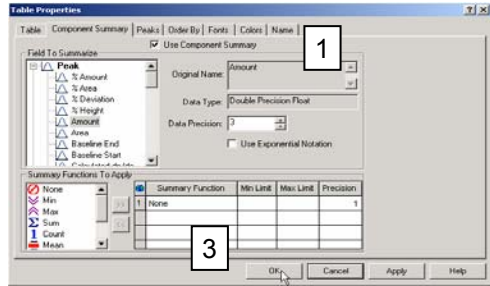 Table Properties
Table Component Summary Peaks Order By Fonts Colors Name
Use Component Summary
1
Field To Summarize
Peak
% Amount
% Area
% Deviation
% Height
Amount
Area
Baseline End
Baseline Start
Original Name: Amount
Data Type: Double Precision Float
Data Precision: 3
Use Exponential Notation
Summary Functions To Apply
None
Min
Max
Sum
1 Count
Mean
>>
<<
Summary Function Min Limit Max Limit Precision
1 None 1
3
OK Cancel Apply Help